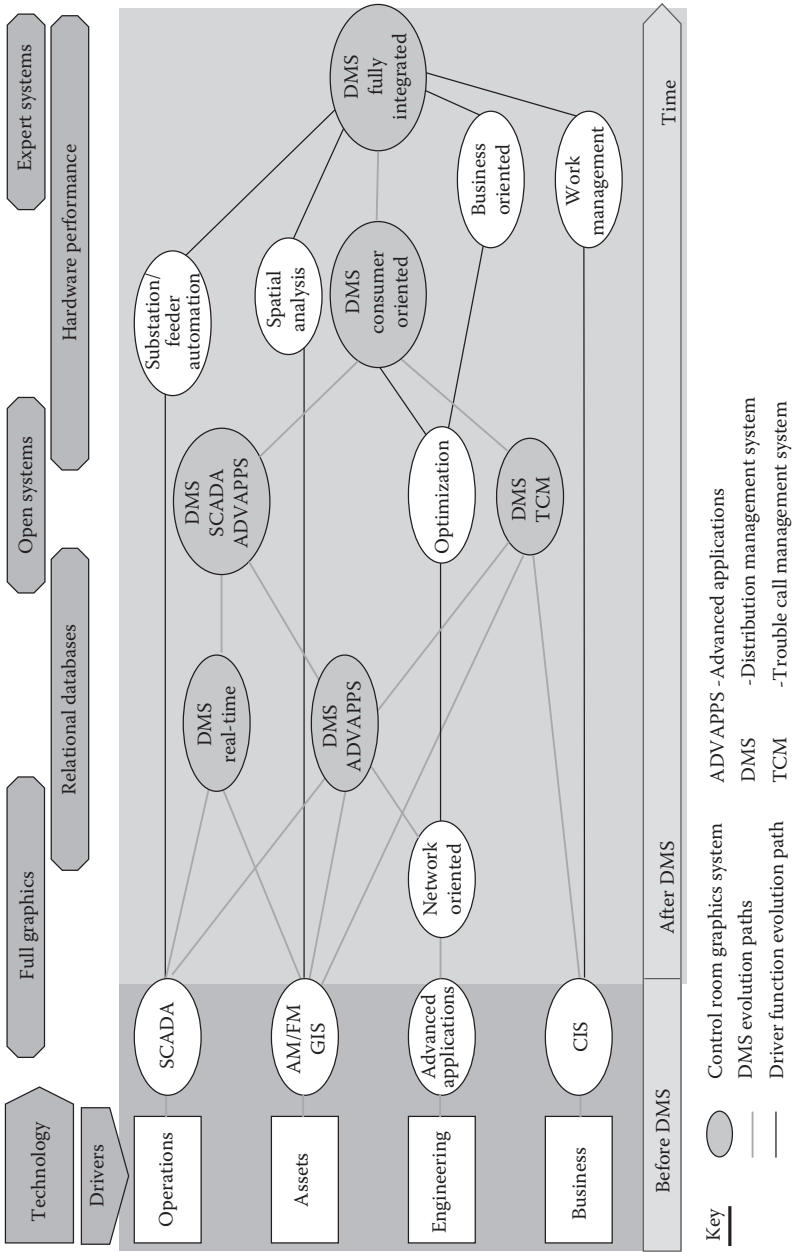 Technology
Full graphics
Open systems
Expert systems
Relational databases
Hardware performance
Drivers
Operations
SCADA
Substation/
feeder
automation
DMS
real-time
DMS
SCADA
ADVAPPS
Assets
AM/FM
GIS
DMS
ADVAPPS
Spatial
analysis
DMS
consumer
oriented
DMS
fully
integrated
Engineering
Advanced
applications
Network
oriented
Optimization
Business
oriented
DMS
TCM
Business
CIS
Work
management
Before DMS
After DMS
Time
Key
Control room graphics system
DMS evolution paths
Driver function evolution path
ADVAPPS - Advanced applications
DMS -Distribution management system
TCM -Trouble call management system